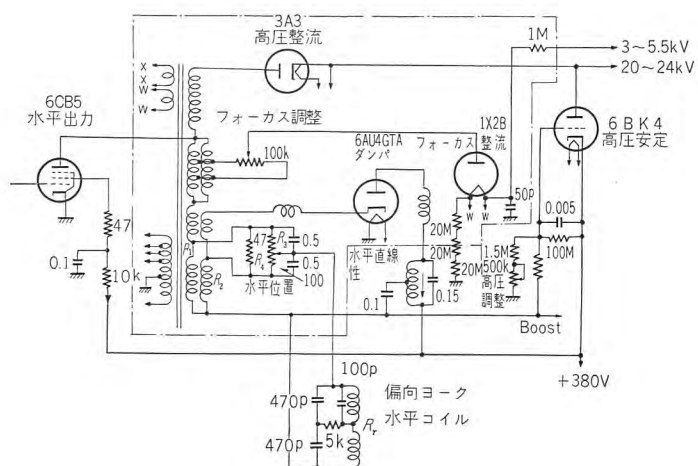 3A3
高圧整流
1M
3〜5.5kV
20〜24kV
X
X
W
W
6CB5
水平出力
フォーカス調整
100k
6AU4GTA
ダンパ
1X2B
フォーカス
整流
6BK4
高圧安定
50p
47
0.1
10k
R₁
R₂
47
R₃
R₄
0.5
0.5
100
水平位置
水平直線
性
W
W
20M
20M
20M
0.1
0.15
0.005
100M
1.5M
500k
高圧
調整
Boost
+380V
100p
470p
470p
5k
Rᵣ
偏向ヨーク
水平コイル